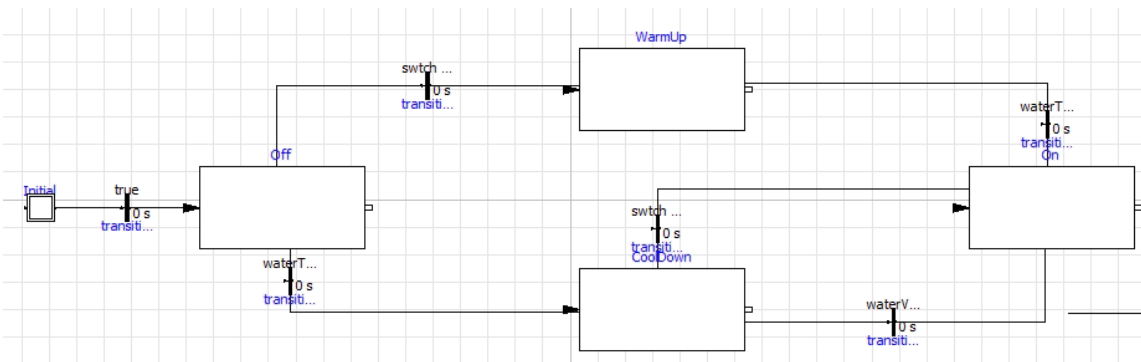 WarmUp
swtch ...
0 s
transiti...
waterT...
0 s
transiti...
On
Off
Initial
true
0 s
transiti...
swtch ...
0 s
transiti...
CoolDown
waterT...
0 s
transiti...
waterV...
0 s
transiti...